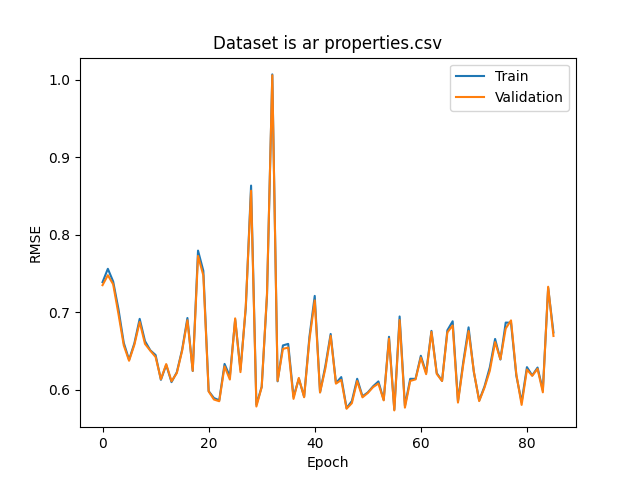 Dataset is ar properties.csv
Train
Validation
1.0
0.9
0.8
0.7
0.6
RMSE
0
20
40
60
80
Epoch